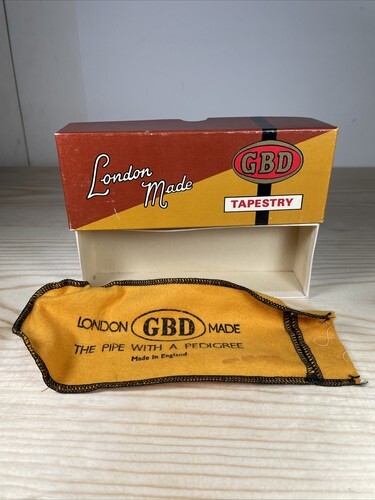 London
Made
GBD
TAPESTRY
LONDON GBD MADE
THE PIPE WITH A PEDIGREE
Made in England